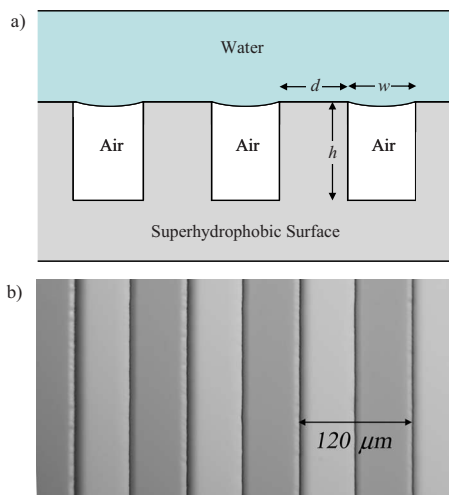 a)
Water
d
w
Air
Air
h
Air
Superhydrophobic Surface
b)
120 μm